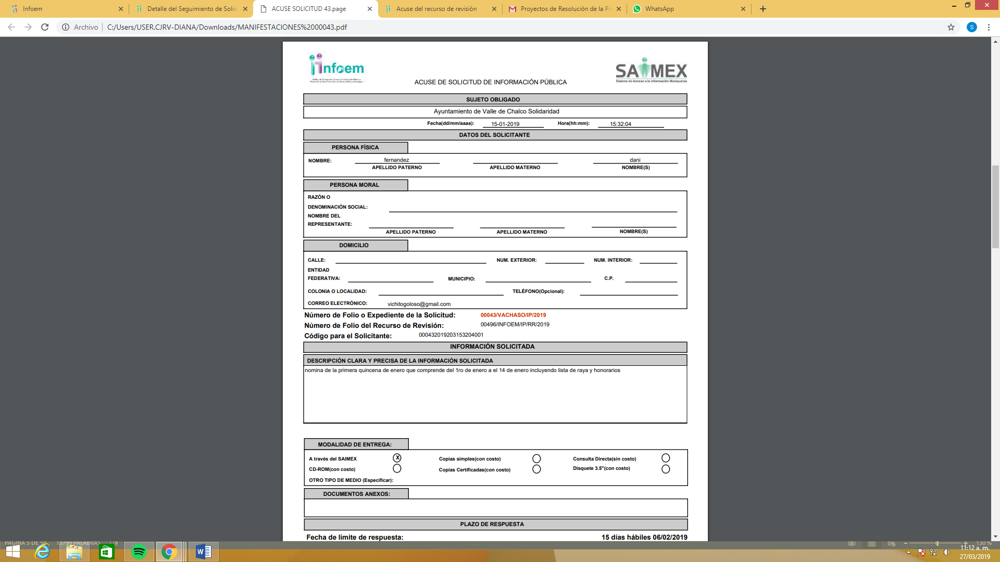 Infoem
Detalle del Seguimiento de Solic
ACUSE SOLICITUD 43.page
Acuse del recurso de revisión
Proyectos de Resolución de la Po
WhatsApp
Archivo
C:/Users/USER.CJRV-DIANA/Downloads/MANIFESTACIONES%2000043.pdf
S
infoem
SAIMEX
Sistema de Acceso a la Información Mexiquense
ACUSE DE SOLICITUD DE INFORMACIÓN PÚBLICA
SUJETO OBLIGADO
Ayuntamiento de Valle de Chalco Solidaridad
Fecha(dd/mm/aaaa): 15-01-2019 Hora(hh:mm): 15:32:04
DATOS DEL SOLICITANTE
PERSONA FÍSICA
NOMBRE: fernandez dani
APELLIDO PATERNO APELLIDO MATERNO NOMBRE(S)
PERSONA MORAL
RAZÓN O
DENOMINACIÓN SOCIAL:
NOMBRE DEL
REPRESENTANTE:
APELLIDO PATERNO APELLIDO MATERNO NOMBRE(S)
DOMICILIO
CALLE: NUM. EXTERIOR: NUM. INTERIOR:
ENTIDAD
FEDERATIVA: MUNICIPIO: C.P.
COLONIA O LOCALIDAD: TELÉFONO(Opcional):
CORREO ELECTRÓNICO: vichitogoloso@gmail.com
Número de Folio o Expediente de la Solicitud: 00043/VACHASO/IP/2019
Número de Folio del Recurso de Revisión: 00496/INFOEM/IP/RR/2019
Código para el Solicitante: 000432019203153204001
INFORMACIÓN SOLICITADA
DESCRIPCIÓN CLARA Y PRECISA DE LA INFORMACIÓN SOLICITADA
nomina de la primera quincena de enero que comprende del 1ro de enero a el 14 de enero incluyendo lista de raya y honorarios
MODALIDAD DE ENTREGA:
A través del SAIMEX X Copias simples(con costo) Consulta Directa(sin costo)
CD-ROM(con costo) Copias Certificadas(con costo) Disquete 3.5"(con costo)
OTRO TIPO DE MEDIO (Especificar):
DOCUMENTOS ANEXOS:
PLAZO DE RESPUESTA
Fecha de límite de respuesta: 15 días hábiles 06/02/2019
PÁGINA 5 DE 58 13790 PALABRAS
130 %
11:12 a. m.
27/03/2019